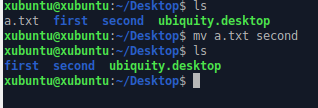 xubuntu@xubuntu:~/Desktop$ ls
a.txt  first  second  ubiquity.desktop
xubuntu@xubuntu:~/Desktop$ mv a.txt second
xubuntu@xubuntu:~/Desktop$ ls
first  second  ubiquity.desktop
xubuntu@xubuntu:~/Desktop$